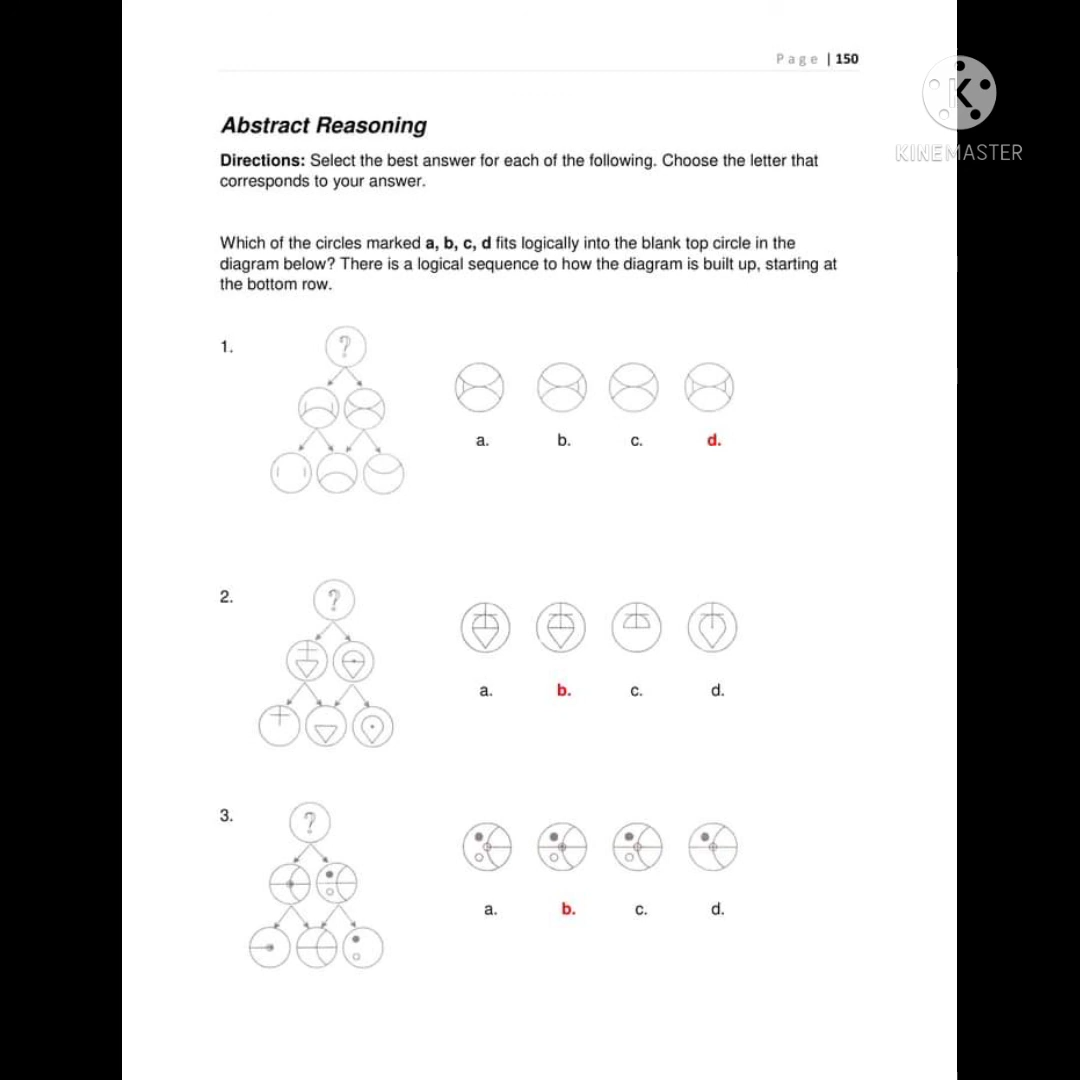 Page | 150
K
KINEMASTER
Abstract Reasoning
Directions: Select the best answer for each of the following. Choose the letter that
corresponds to your answer.
Which of the circles marked a, b, c, d fits logically into the blank top circle in the
diagram below? There is a logical sequence to how the diagram is built up, starting at
the bottom row.
1.
?
a. b. c. d.
2.
?
a. b. c. d.
3.
?
a. b. c. d.